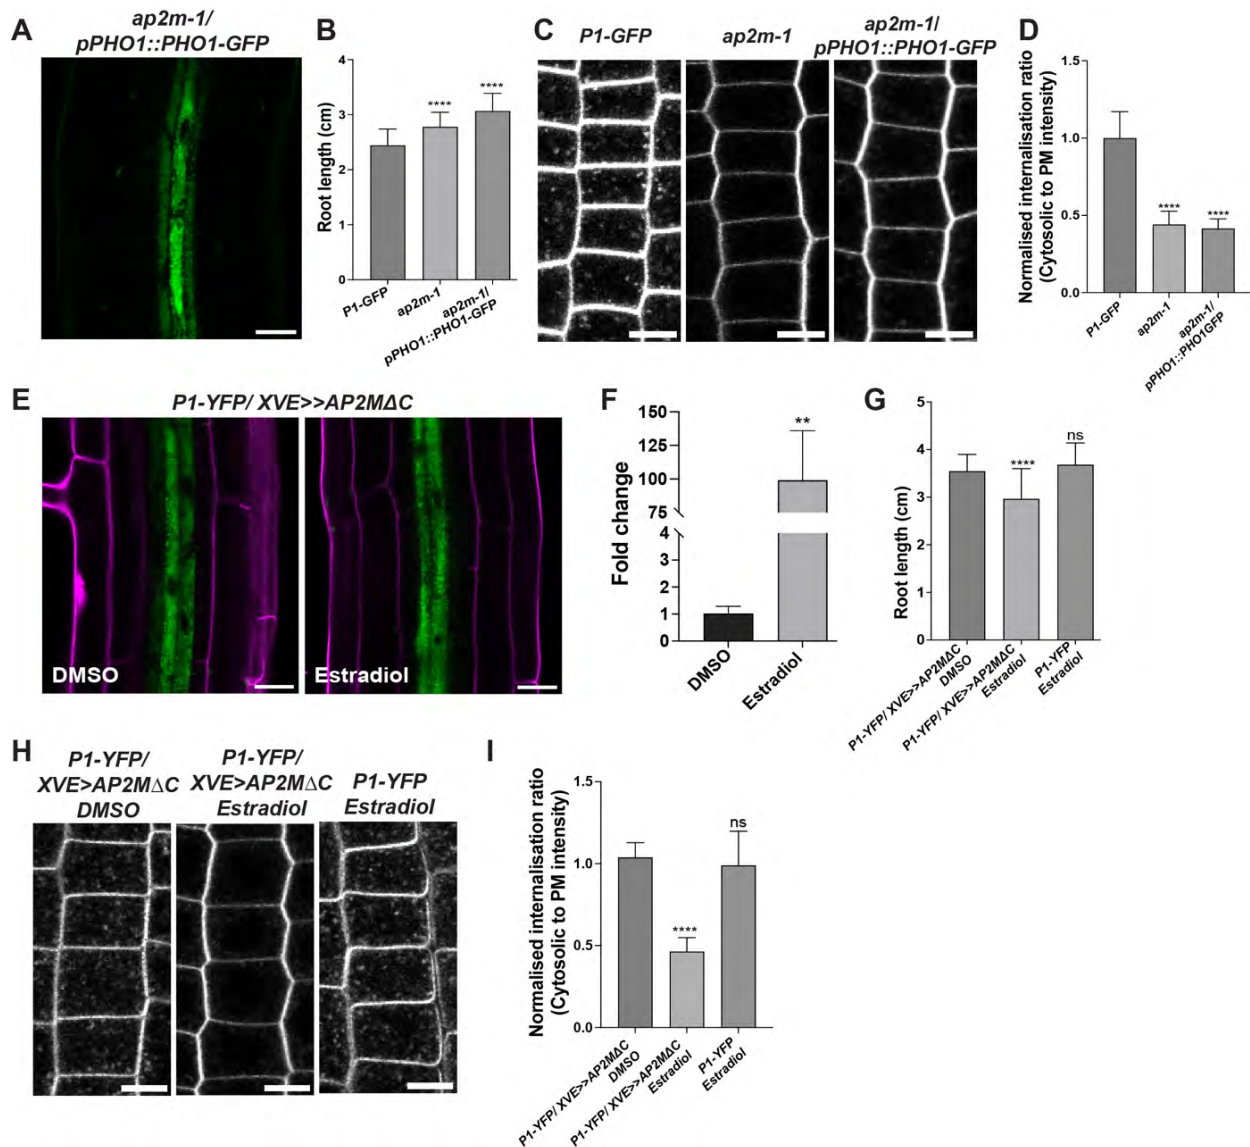 A
ap2m-1/
pPHO1::PHO1-GFP
B
Root length (cm)
4
3
2
1
0
****
****
P1-GFP
ap2m-1
ap2m-1/
pPHO1::PHO1-GFP
C
P1-GFP
ap2m-1
ap2m-1/
pPHO1::PHO1-GFP
D
Normalised internalisation ratio
(Cytosolic to PM intensity)
1.5
1.0
0.5
0.0
****
****
P1-GFP
ap2m-1
ap2m-1/
pPHO1::PHO1GFP
E
P1-YFP/ XVE>>AP2MΔC
DMSO
Estradiol
F
Fold change
150
125
100
75
4
3
2
1
0
**
DMSO
Estradiol
G
Root length (cm)
5
4
3
2
1
0
****
ns
P1-YFP/ XVE>>AP2MΔC
DMSO
P1-YFP/ XVE>>AP2MΔC
Estradiol
P1-YFP
Estradiol
H
P1-YFP/
XVE>AP2MΔC
DMSO
P1-YFP/
XVE>AP2MΔC
Estradiol
P1-YFP
Estradiol
I
Normalised internalisation ratio
(Cytosolic to PM intensity)
1.5
1.0
0.5
0.0
****
ns
P1-YFP/ XVE>>AP2MΔC
DMSO
P1-YFP/ XVE>>AP2MΔC
Estradiol
P1-YFP
Estradiol